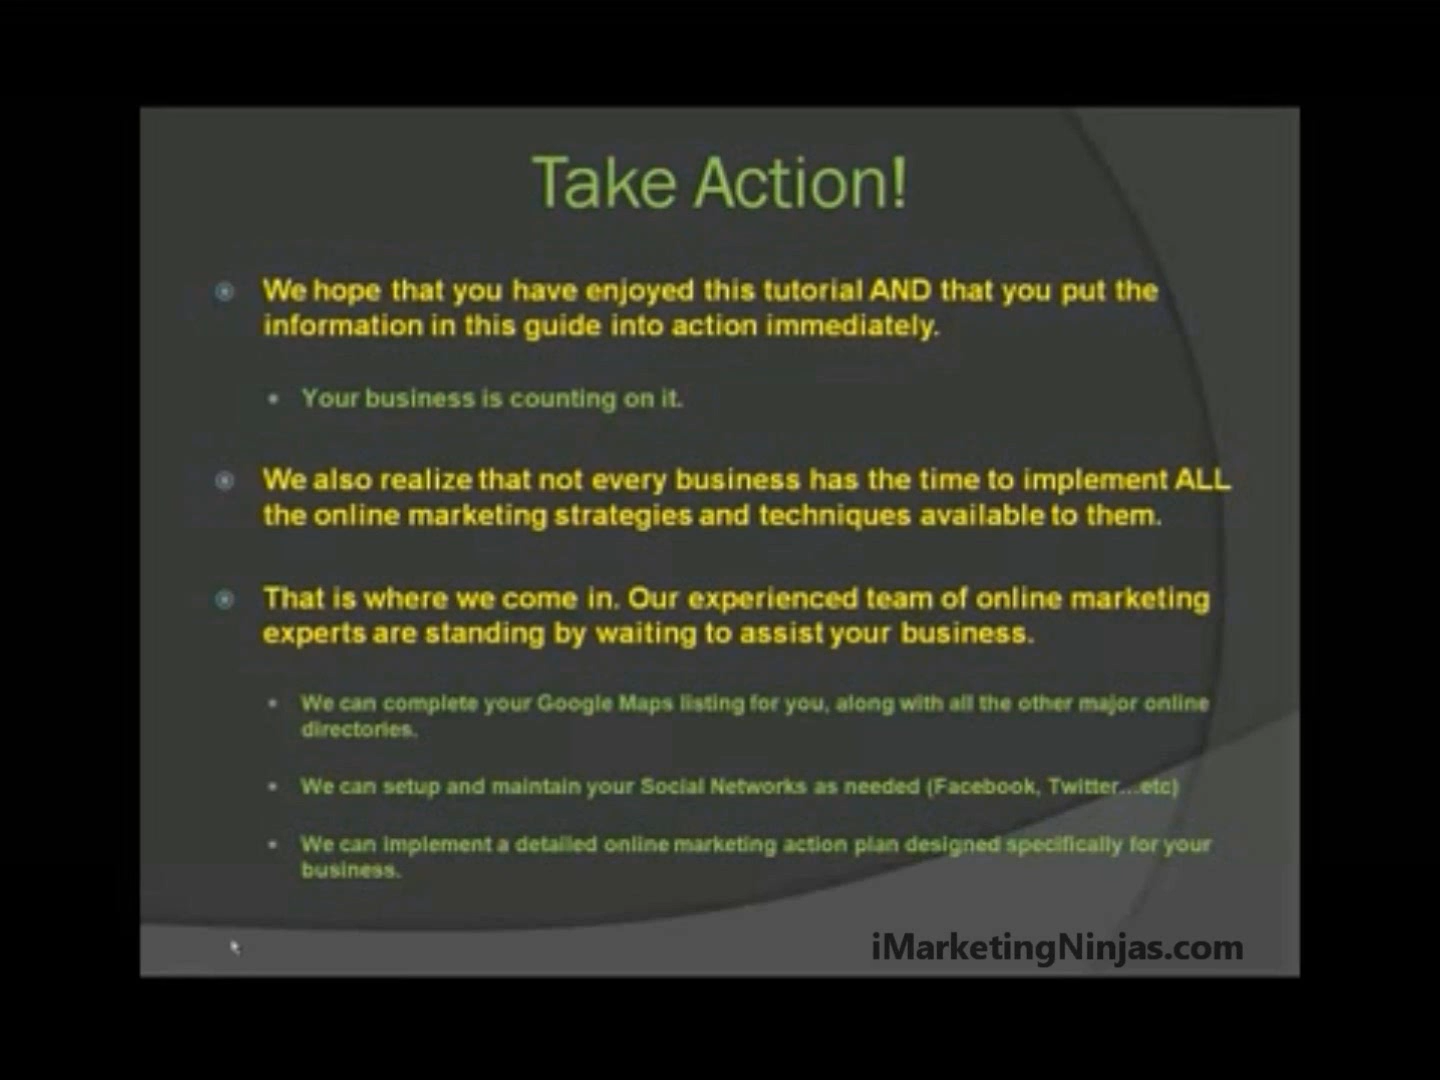 Take Action!
We hope that you have enjoyed this tutorial AND that you put the
information in this guide into action immediately.
Your business is counting on it.
We also realize that not every business has the time to implement ALL
the online marketing strategies and techniques available to them.
That is where we come in. Our experienced team of online marketing
experts are standing by waiting to assist your business.
We can complete your Google Maps listing for you, along with all the other major online
directories.
We can setup and maintain your Social Networks as needed (Facebook, Twitter...etc)
We can implement a detailed online marketing action plan designed specifically for your
business.
iMarketingNinjas.com